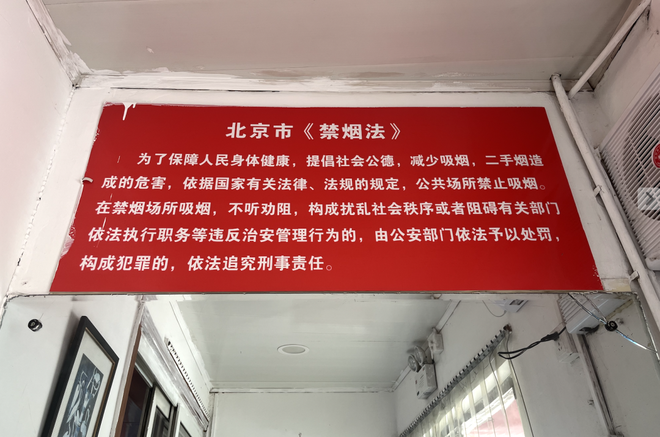 北京市《禁烟法》
为了保障人民身体健康，提倡社会公德，减少吸烟，二手烟造
成的危害，依据国家有关法律、法规的规定，公共场所禁止吸烟。
在禁烟场所吸烟，不听劝阻，构成扰乱社会秩序或者阻碍有关部门
依法执行职务等违反治安管理行为的，由公安部门依法予以处罚，
构成犯罪的，依法追究刑事责任。